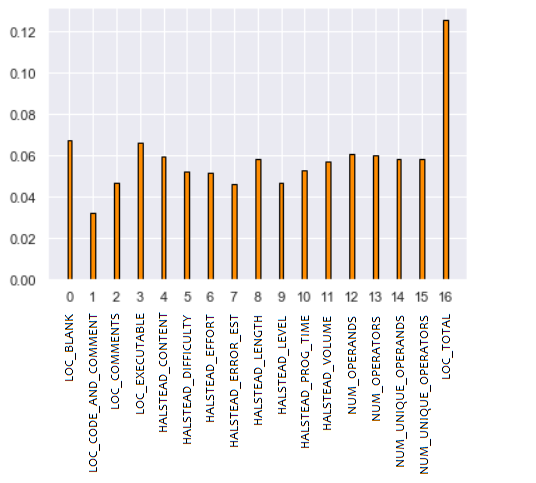 0.12
0.10
0.08
0.06
0.04
0.02
0.00
0 1 2 3 4 5 6 7 8 9 10 11 12 13 14 15 16
LOC_BLANK
LOC_CODE_AND_COMMENT
LOC_COMMENTS
LOC_EXECUTABLE
HALSTEAD_CONTENT
HALSTEAD_DIFFICULTY
HALSTEAD_EFFORT
HALSTEAD_ERROR_EST
HALSTEAD_LENGTH
HALSTEAD_LEVEL
HALSTEAD_PROG_TIME
HALSTEAD_VOLUME
NUM_OPERANDS
NUM_OPERATORS
NUM_UNIQUE_OPERANDS
NUM_UNIQUE_OPERATORS
LOC_TOTAL